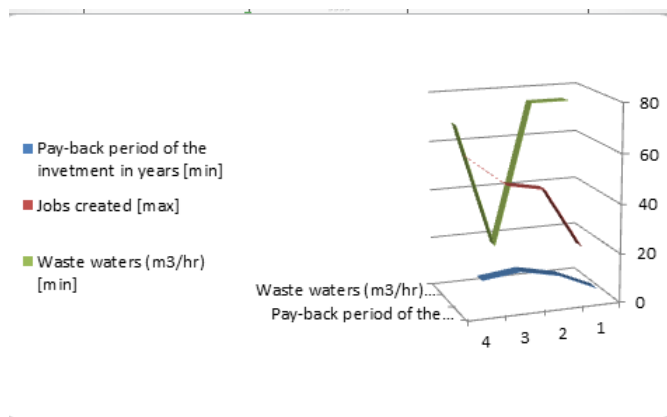 Pay-back period of the
invetment in years [min]
Jobs created [max]
Waste waters (m3/hr)
[min]
80
60
40
20
0
Waste waters (m3/hr)....
Pay-back period of the...
4 3 2 1